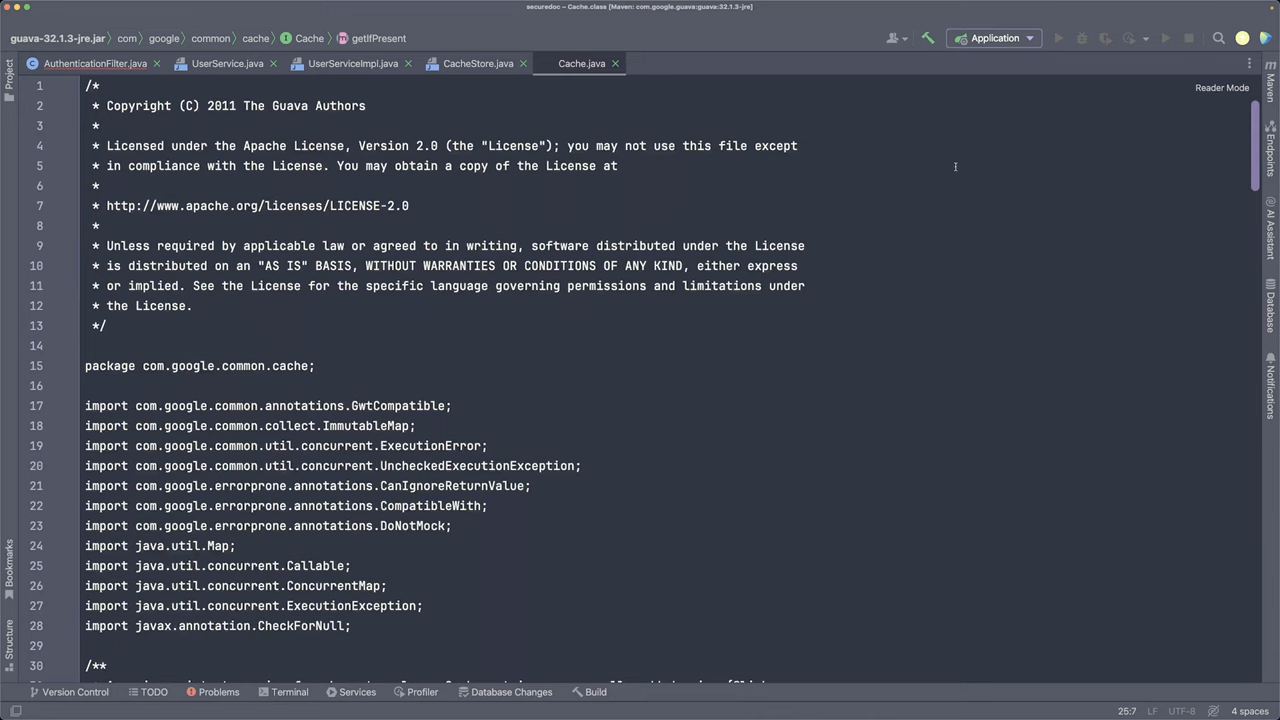 securedoc – Cache.class [Maven: com.google.guava:guava:32.1.3-jre]
guava-32.1.3-jre.jar com google common cache Cache getIfPresent Application
AuthenticationFilter.java UserService.java UserServiceImpl.java CacheStore.java Cache.java
Reader Mode
1 /*
2 * Copyright (C) 2011 The Guava Authors
3 *
4 * Licensed under the Apache License, Version 2.0 (the "License"); you may not use this file except
5 * in compliance with the License. You may obtain a copy of the License at
6 *
7 * http://www.apache.org/licenses/LICENSE-2.0
8 *
9 * Unless required by applicable law or agreed to in writing, software distributed under the License
10 * is distributed on an "AS IS" BASIS, WITHOUT WARRANTIES OR CONDITIONS OF ANY KIND, either express
11 * or implied. See the License for the specific language governing permissions and limitations under
12 * the License.
13 */
14
15 package com.google.common.cache;
16
17 import com.google.common.annotations.GwtCompatible;
18 import com.google.common.collect.ImmutableMap;
19 import com.google.common.util.concurrent.ExecutionError;
20 import com.google.common.util.concurrent.UncheckedExecutionException;
21 import com.google.errorprone.annotations.CanIgnoreReturnValue;
22 import com.google.errorprone.annotations.CompatibleWith;
23 import com.google.errorprone.annotations.DoNotMock;
24 import java.util.Map;
25 import java.util.concurrent.Callable;
26 import java.util.concurrent.ConcurrentMap;
27 import java.util.concurrent.ExecutionException;
28 import javax.annotation.CheckForNull;
29
30 /**
Project
Bookmarks
Structure
Maven
Endpoints
AI Assistant
Database
Notifications
Version Control TODO Problems Terminal Services Profiler Database Changes Build
25:7 LF UTF-8 4 spaces